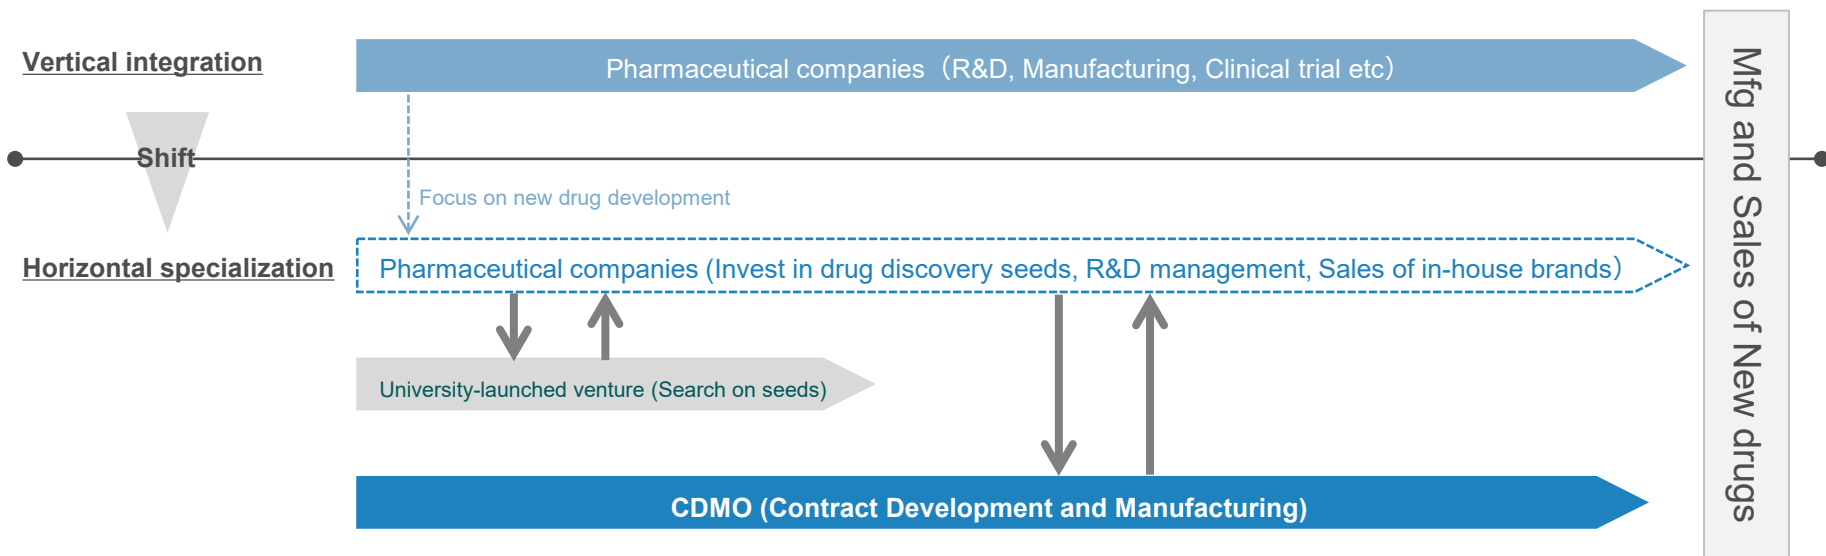 Vertical integration
Pharmaceutical companies（R&D, Manufacturing, Clinical trial etc）
Shift
Focus on new drug development
Horizontal specialization
Pharmaceutical companies (Invest in drug discovery seeds, R&D management, Sales of in-house brands）
University-launched venture (Search on seeds)
CDMO (Contract Development and Manufacturing)
Mfg and Sales of New drugs